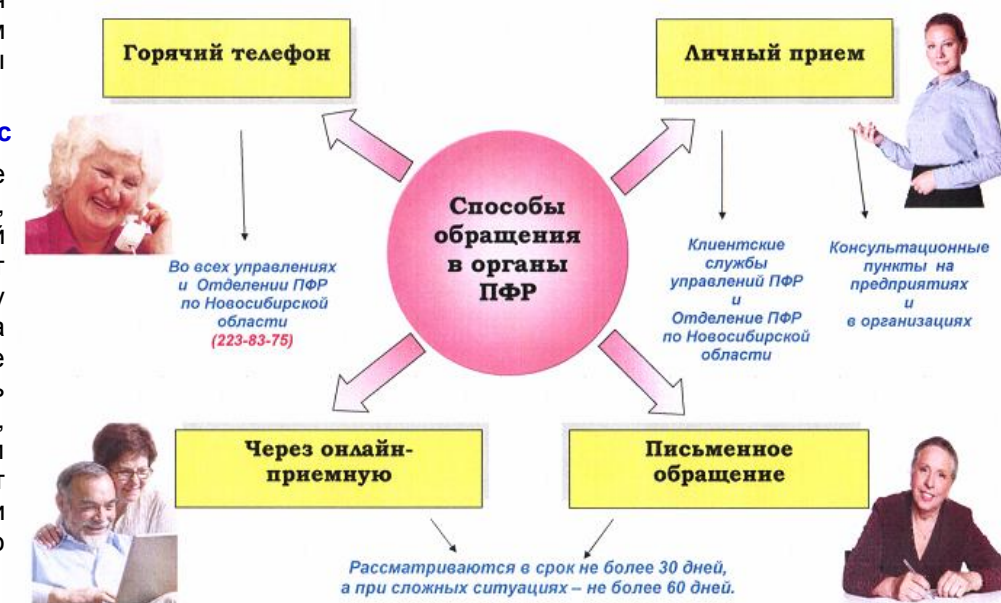 Горячий телефон
Личный прием
с
Способы
обращения
в органы
ПФР
Во всех управлениях
и Отделении ПФР
по Новосибирской
области
(223-83-75)
Клиентские
службы
управлений ПФР
и
Отделение ПФР
по Новосибирской
области
Консультационные
пункты на
предприятиях
и
в организациях
Через онлайн-
приемную
Письменное
обращение
Рассматриваются в срок не более 30 дней,
а при сложных ситуациях – не более 60 дней.